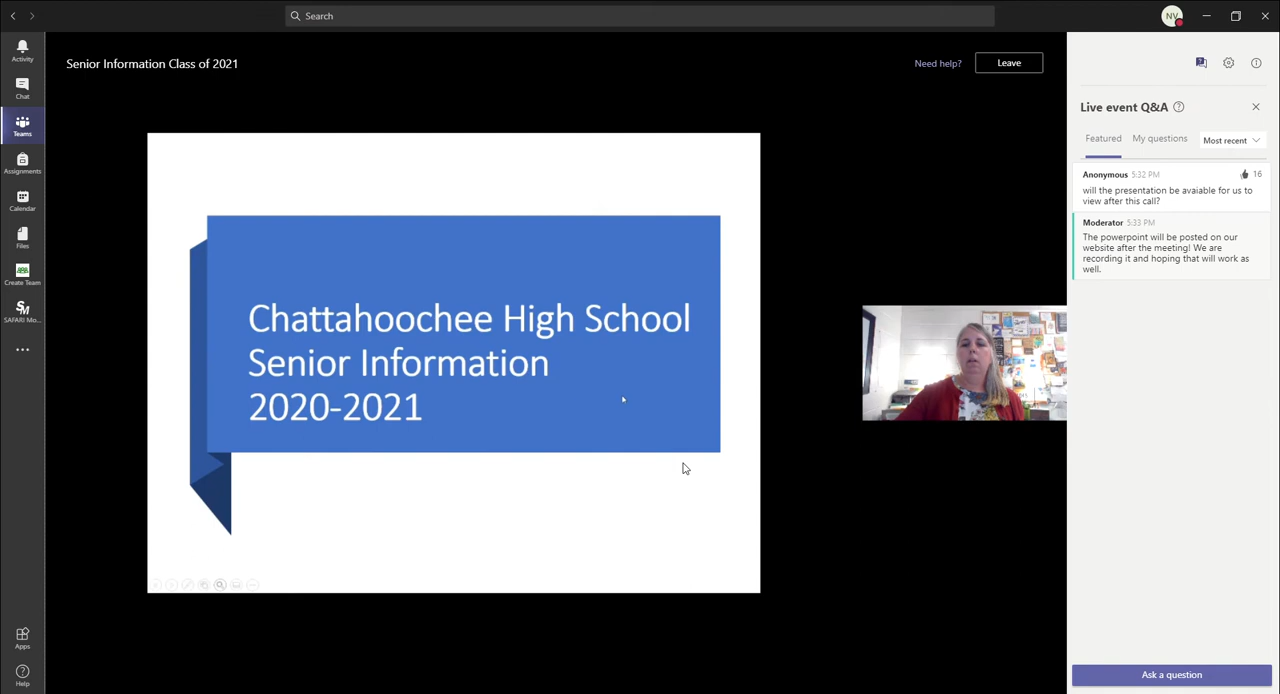 Search
NV
Activity
Chat
Teams
Assignments
Calendar
Files
Create Team
SM
SAFARI Mo...
Apps
Help
Senior Information Class of 2021
Need help?
Leave
Chattahoochee High School
Senior Information
2020-2021
Live event Q&A
Featured
My questions
Most recent
Anonymous 5:32 PM
16
will the presentation be avaiable for us to
view after this call?
Moderator 5:33 PM
The powerpoint will be posted on our
website after the meeting! We are
recording it and hoping that will work as
well.
Ask a question